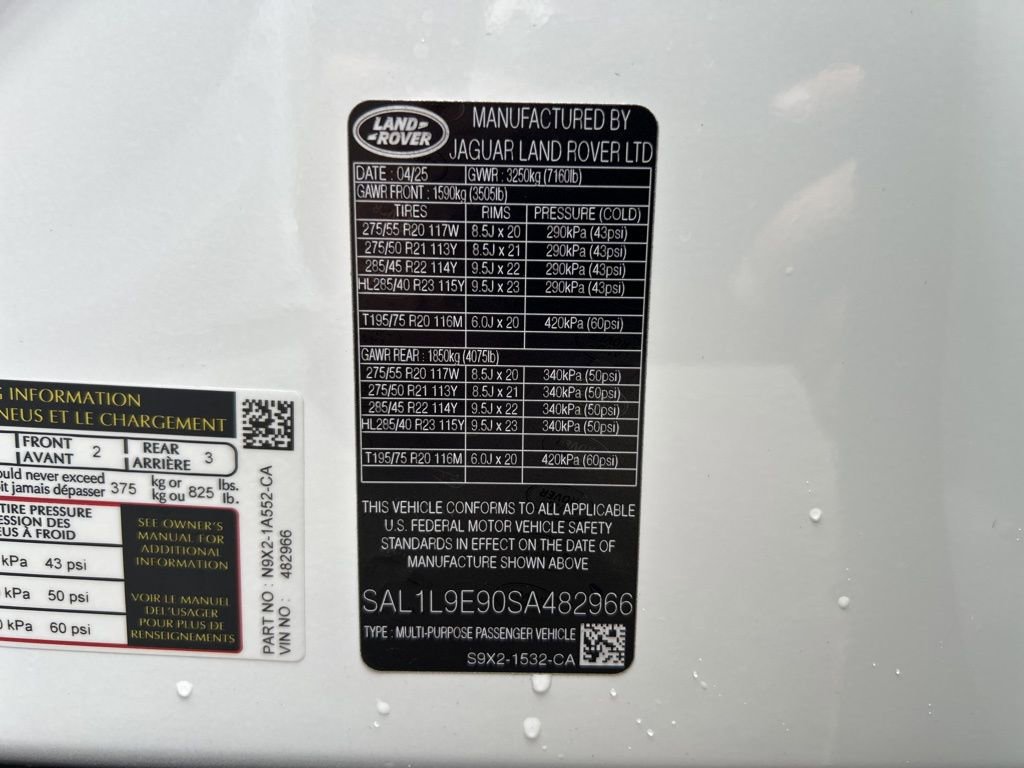 LAND-
-ROVER
MANUFACTURED BY
JAGUAR LAND ROVER LTD
DATE : 04/25 GVWR : 3250kg (7160lb)
GAWR FRONT : 1590kg (3505lb)
TIRES RIMS PRESSURE (COLD)
275/55 R20 117W 8.5J x 20 290kPa (43psi)
275/50 R21 113Y 8.5J x 21 290kPa (43psi)
285/45 R22 114Y 9.5J x 22 290kPa (43psi)
HL285/40 R23 115Y 9.5J x 23 290kPa (43psi)
T195/75 R20 116M 6.0J x 20 420kPa (60psi)
GAWR REAR : 1850kg (4075lb)
275/55 R20 117W 8.5J x 20 340kPa (50psi)
275/50 R21 113Y 8.5J x 21 340kPa (50psi)
285/45 R22 114Y 9.5J x 22 340kPa (50psi)
HL285/40 R23 115Y 9.5J x 23 340kPa (50psi)
T195/75 R20 116M 6.0J x 20 420kPa (60psi)
THIS VEHICLE CONFORMS TO ALL APPLICABLE
U.S. FEDERAL MOTOR VEHICLE SAFETY
STANDARDS IN EFFECT ON THE DATE OF
MANUFACTURE SHOWN ABOVE
SAL1L9E90SA482966
TYPE : MULTI-PURPOSE PASSENGER VEHICLE
S9X2-1532-CA
INFORMATION
NEUS ET LE CHARGEMENT
FRONT 2 REAR 3
AVANT ARRIÈRE
ould never exceed 375 kg or 825 lbs.
it jamais dépasser kg ou lb.
TIRE PRESSURE
ESSION DES
EUS À FROID
SEE OWNER'S
MANUAL FOR
ADDITIONAL
INFORMATION
kPa 43 psi
kPa 50 psi
0 kPa 60 psi
VOIR LE MANUEL
DE L'USAGER
POUR PLUS DE
RENSEIGNEMENTS
PART NO : N9X2-1A552-CA
VIN NO : 482966